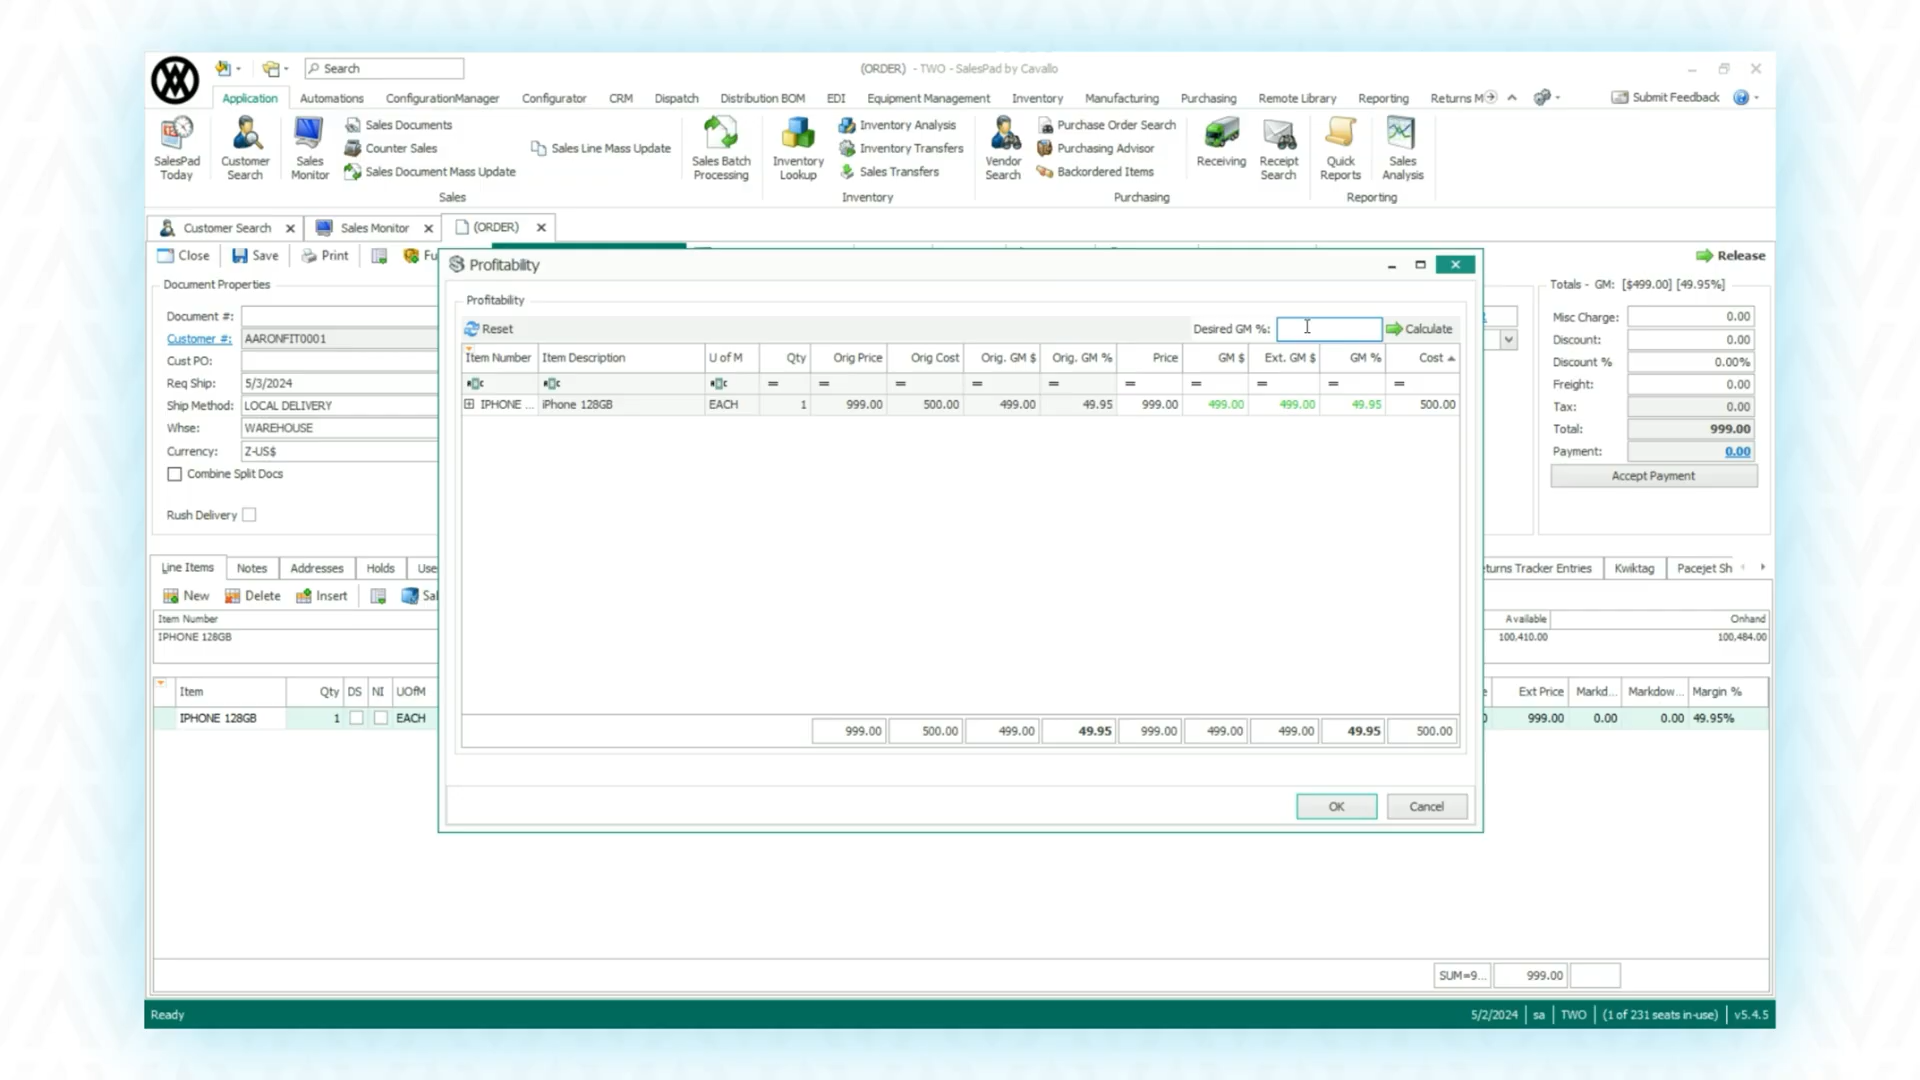 Search
(ORDER) - TWO - SalesPad by Cavallo
Application Automations ConfigurationManager Configurator CRM Dispatch Distribution BOM EDI Equipment Management Inventory Manufacturing Purchasing Remote Library Reporting Returns M Submit Feedback
SalesPad Today
Customer Search
Sales Monitor
Sales Documents
Counter Sales
Sales Document Mass Update
Sales Line Mass Update
Sales
Sales Batch Processing
Inventory Lookup
Inventory Analysis
Inventory Transfers
Sales Transfers
Inventory
Vendor Search
Purchase Order Search
Purchasing Advisor
Backordered Items
Receiving
Receipt Search
Purchasing
Quick Reports
Sales Analysis
Reporting
Customer Search Sales Monitor (ORDER)
Close Save Print Fu Release
Document Properties
Document #:
Customer #: AARONFIT0001
Cust PO:
Req Ship: 5/3/2024
Ship Method: LOCAL DELIVERY
Whse: WAREHOUSE
Currency: Z-US$
Combine Split Docs
Rush Delivery
Profitability
Profitability
Reset Desired GM %: Calculate
Item Number Item Description U of M Qty Orig Price Orig Cost Orig. GM $ Orig. GM % Price GM $ Ext. GM $ GM % Cost
= = = = = = = = = =
IPHONE ... iPhone 128GB EACH 1 999.00 500.00 499.00 49.95 999.00 499.00 499.00 49.95 500.00
999.00 500.00 499.00 49.95 999.00 499.00 499.00 49.95 500.00
OK Cancel
Totals - GM: [$499.00] [49.95%]
Misc Charge: 0.00
Discount: 0.00
Discount % 0.00%
Freight: 0.00
Tax: 0.00
Total: 999.00
Payment: 0.00
Accept Payment
Line Items Notes Addresses Holds Use turns Tracker Entries Kwiktag Pacejet Sh
New Delete Insert Sal
Item Number Available Onhand
IPHONE 128GB 100,410.00 100,484.00
Item Qty DS NI UOfM Ext Price Markd... Markdow... Margin %
IPHONE 128GB 1 EACH 999.00 0.00 0.00 49.95%
SUM=9... 999.00
Ready 5/2/2024 sa TWO (1 of 231 seats in-use) v5.4.5